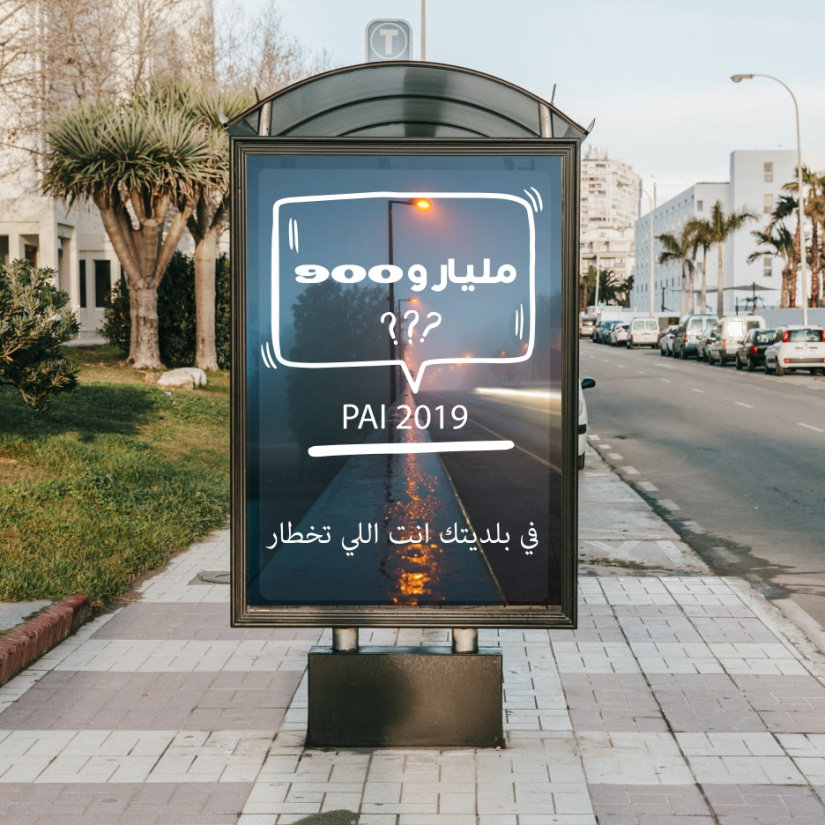 T
مليار و900
???
PAI 2019
في بلديتك انت اللي تخطار